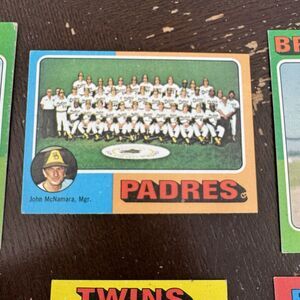 BR
John McNamara, Mgr.
PADRES
TWINS